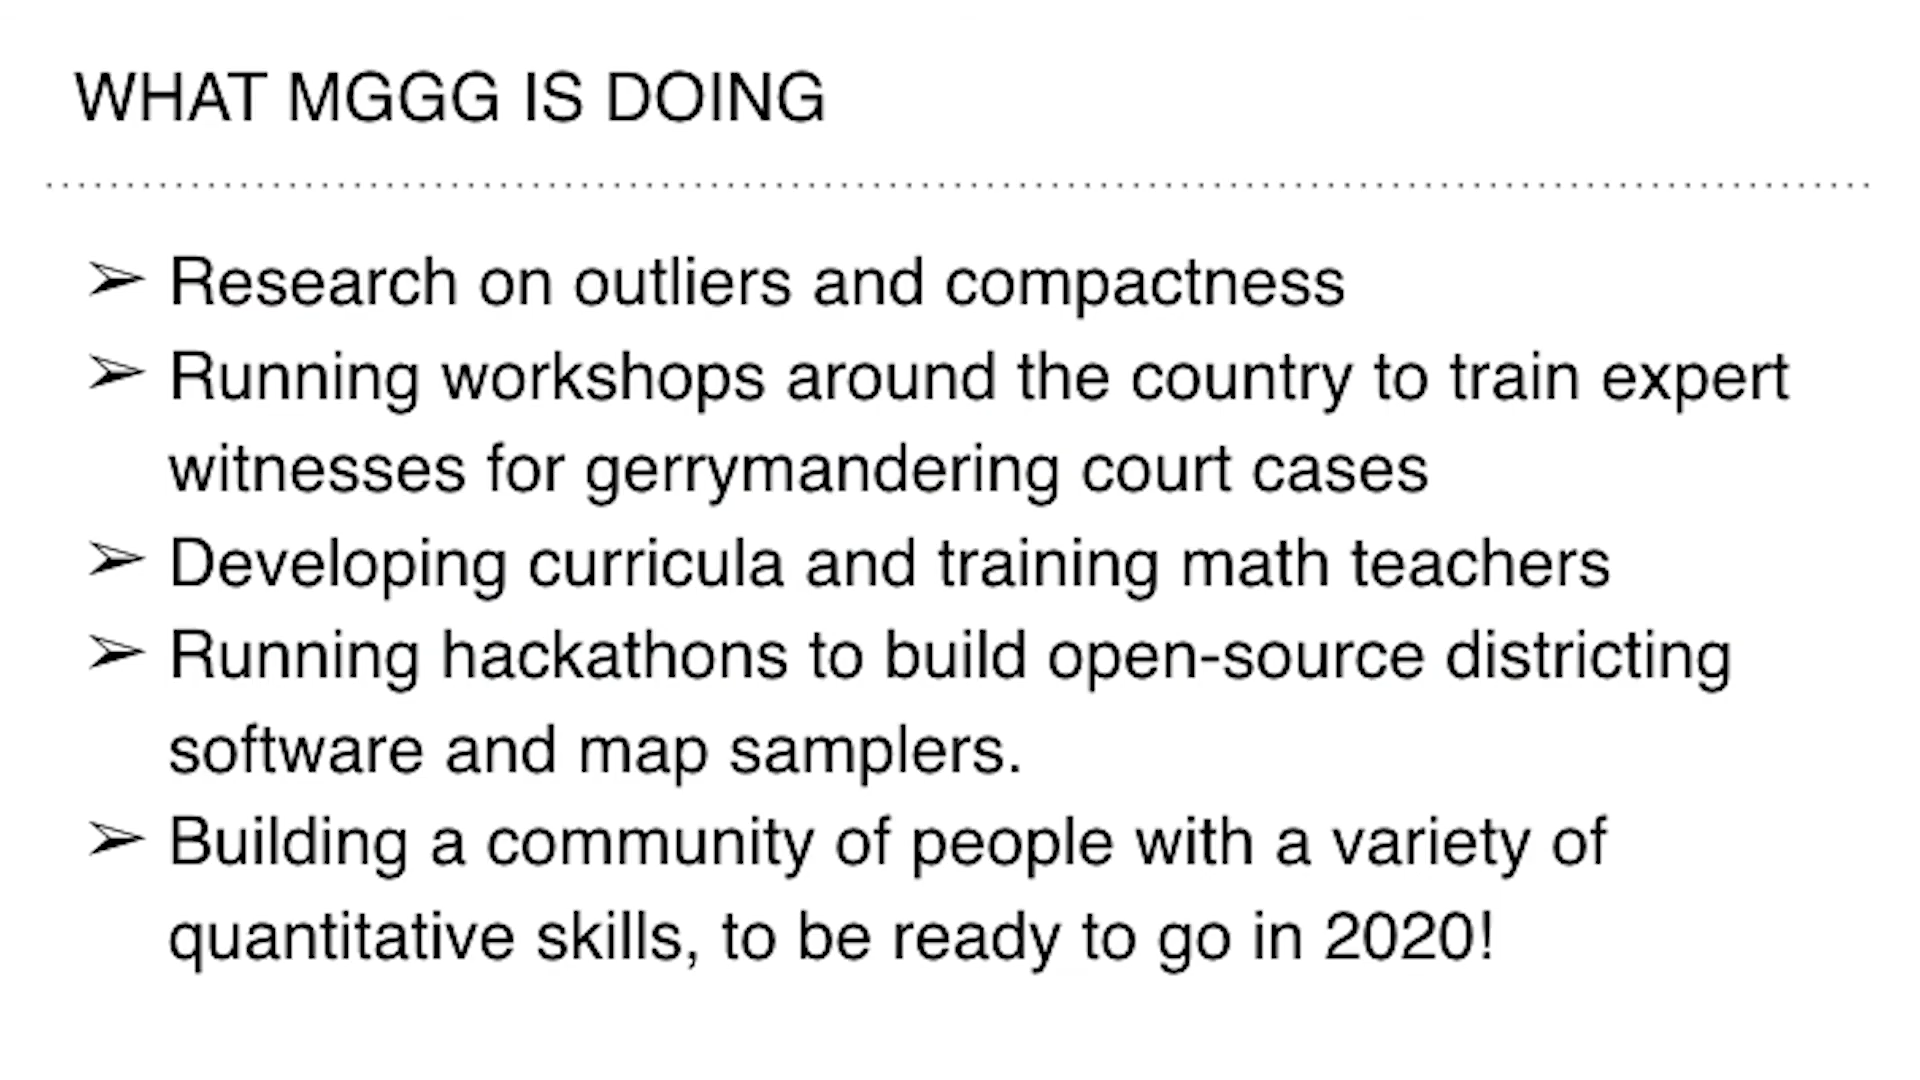 WHAT MGGG IS DOING
➢ Research on outliers and compactness
➢ Running workshops around the country to train expert
witnesses for gerrymandering court cases
➢ Developing curricula and training math teachers
➢ Running hackathons to build open-source districting
software and map samplers.
➢ Building a community of people with a variety of
quantitative skills, to be ready to go in 2020!